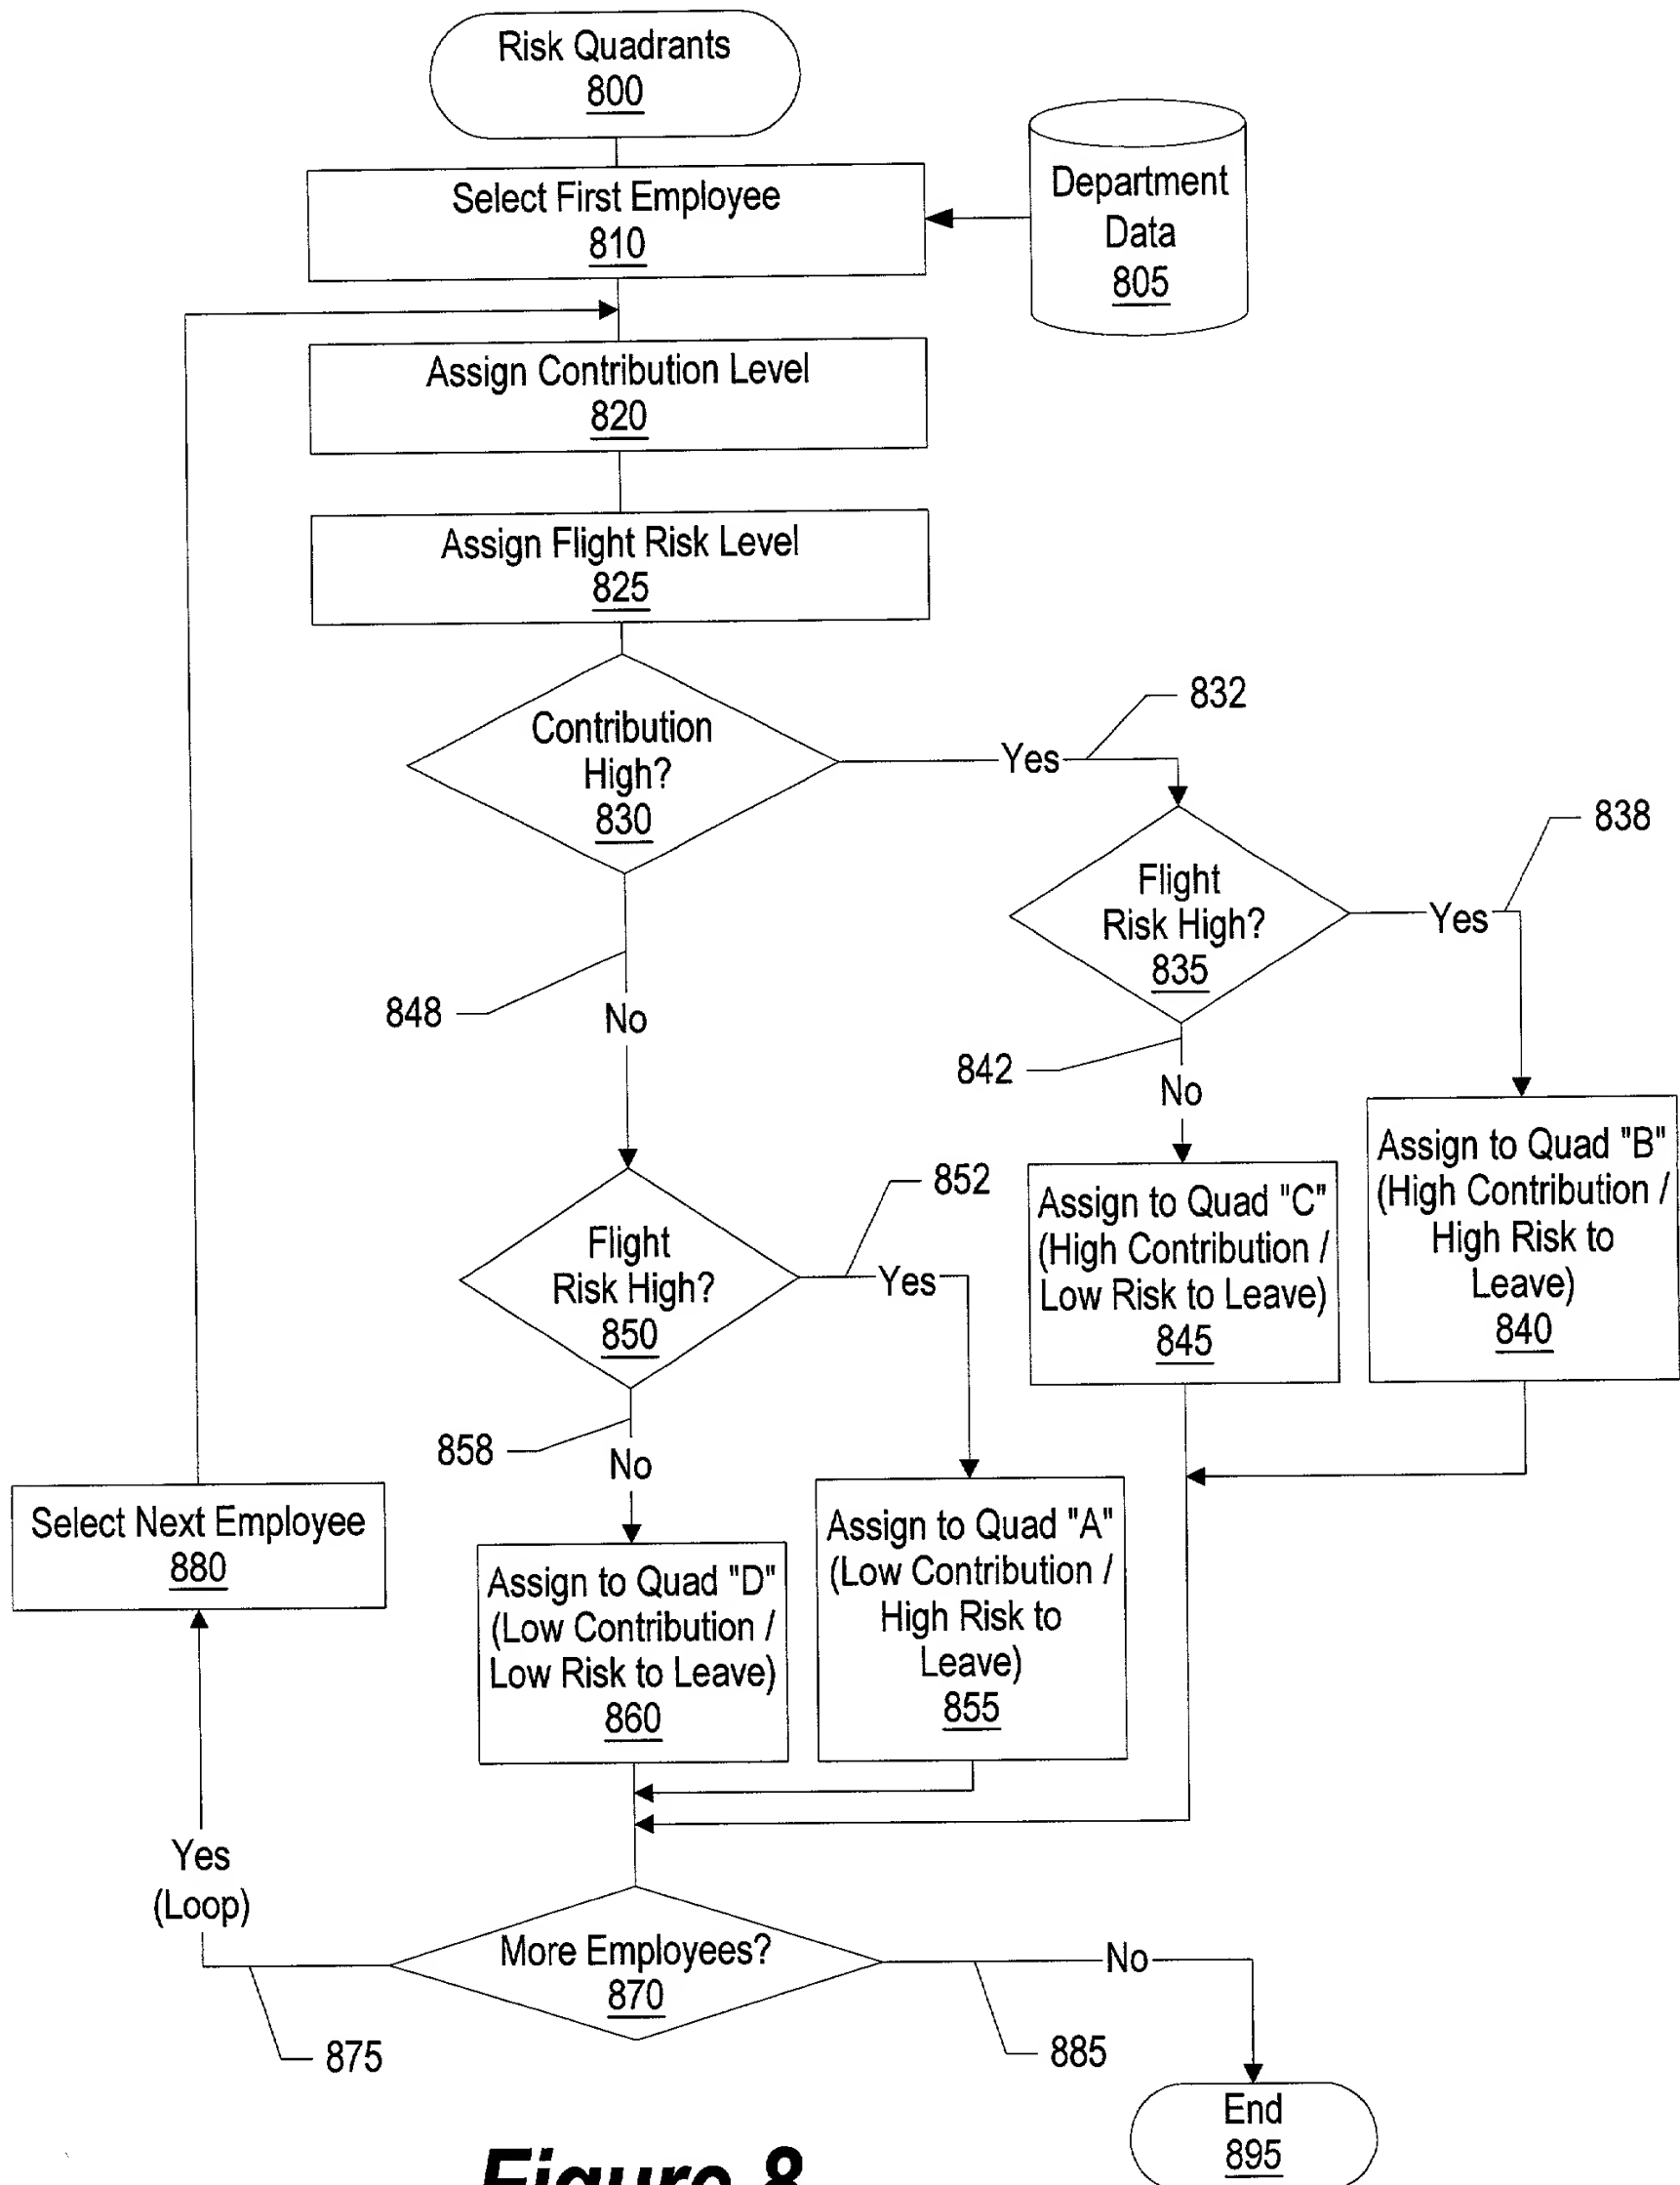 Risk Quadrants
800
Department
Data
805
Select First Employee
810
Assign Contribution Level
820
Assign Flight Risk Level
825
Contribution
High?
830
Yes
832
Flight
Risk High?
835
Yes
838
848
No
842
No
Assign to Quad "B"
(High Contribution /
High Risk to
Leave)
840
Assign to Quad "C"
(High Contribution /
Low Risk to Leave)
845
Flight
Risk High?
850
852
Yes
858
No
Select Next Employee
880
Assign to Quad "D"
(Low Contribution /
Low Risk to Leave)
860
Assign to Quad "A"
(Low Contribution /
High Risk to
Leave)
855
Yes
(Loop)
More Employees?
870
No
875
885
End
895
Figure 8